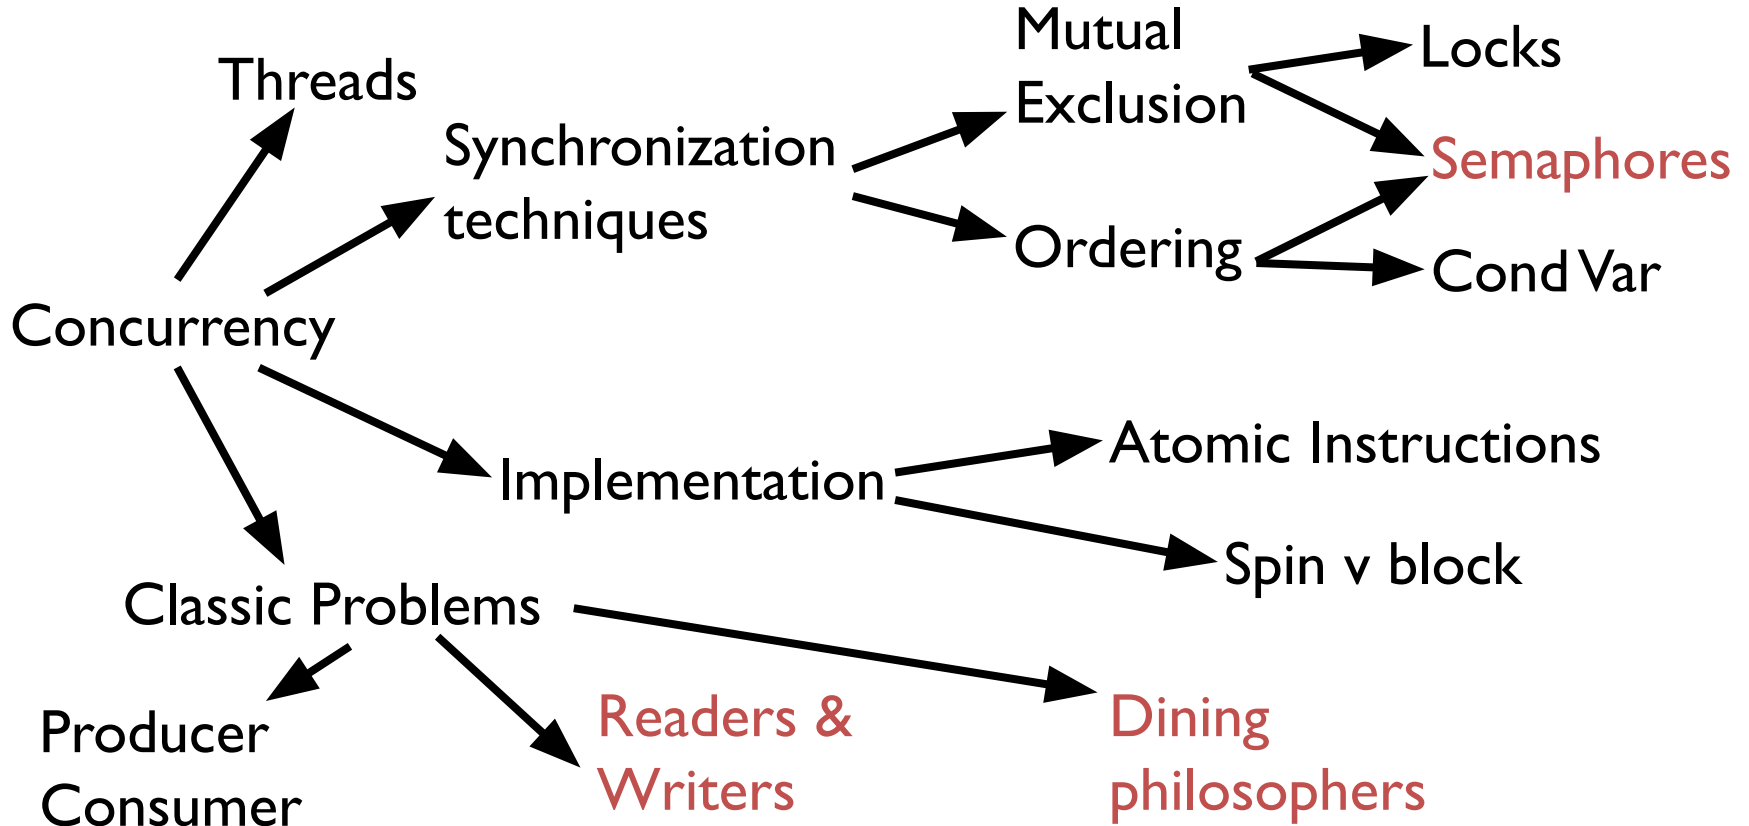 Threads
Mutual
Exclusion
Locks
Synchronization
techniques
Semaphores
Ordering
Cond Var
Concurrency
Implementation
Atomic Instructions
Spin v block
Classic Problems
Producer
Consumer
Readers &
Writers
Dining
philosophers